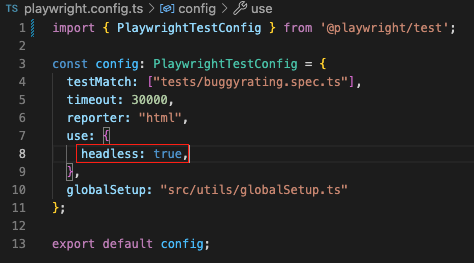 TS playwright.config.ts > config > use
1 import { PlaywrightTestConfig } from '@playwright/test';
2
3 const config: PlaywrightTestConfig = {
4 testMatch: ["tests/buggyrating.spec.ts"],
5 timeout: 30000,
6 reporter: "html",
7 use: {
8 headless: true,
9 },
10 globalSetup: "src/utils/globalSetup.ts"
11 };
12
13 export default config;